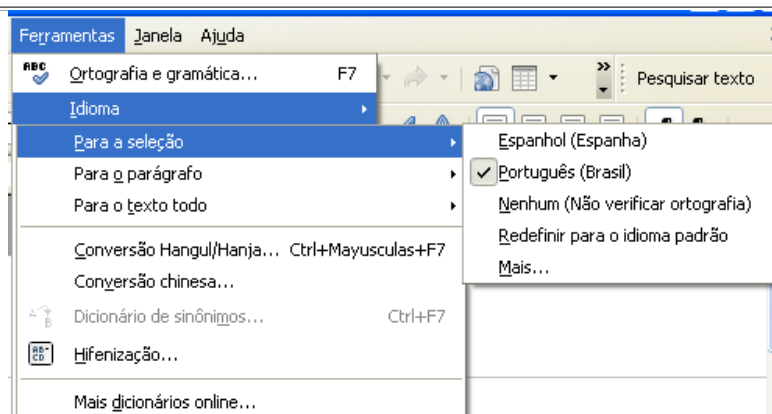 Ferramentas Janela Ajuda
ABC Ortografia e gramática... F7
Pesquisar texto
Idioma
Para a seleção
Espanhol (Espanha)
Para o parágrafo
Português (Brasil)
Para o texto todo
Nenhum (Não verificar ortografia)
Redefinir para o idioma padrão
Conversão Hangul/Hanja... Ctrl+Mayusculas+F7
Mais...
Conversão chinesa...
Dicionário de sinônimos... Ctrl+F7
Hifenização...
Mais dicionários online...